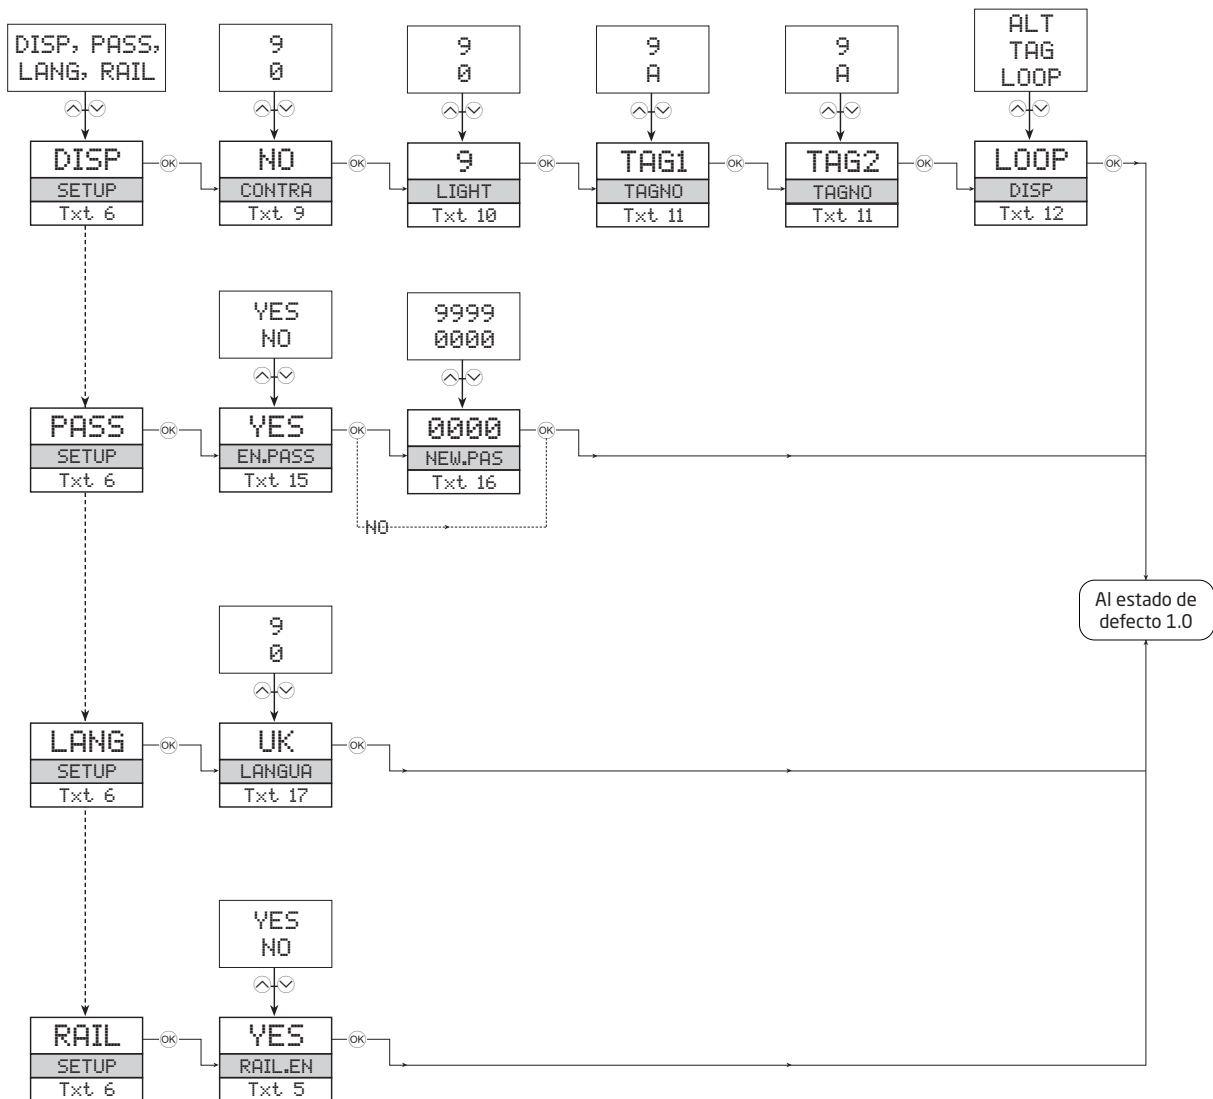 DISP, PASS,
LANG, RAIL
9
0
9
0
9
A
9
A
ALT
TAG
LOOP
DISP
SETUP
Txt 6
OK
NO
CONTRA
Txt 9
OK
9
LIGHT
Txt 10
OK
TAG1
TAGNO
Txt 11
OK
TAG2
TAGNO
Txt 11
OK
LOOP
DISP
Txt 12
OK
YES
NO
9999
0000
PASS
SETUP
Txt 6
OK
YES
EN.PASS
Txt 15
OK
0000
NEW.PAS
Txt 16
OK
NO
Al estado de
defecto 1.0
9
0
LANG
SETUP
Txt 6
OK
UK
LANGUA
Txt 17
OK
YES
NO
RAIL
SETUP
Txt 6
OK
YES
RAIL.EN
Txt 5
OK